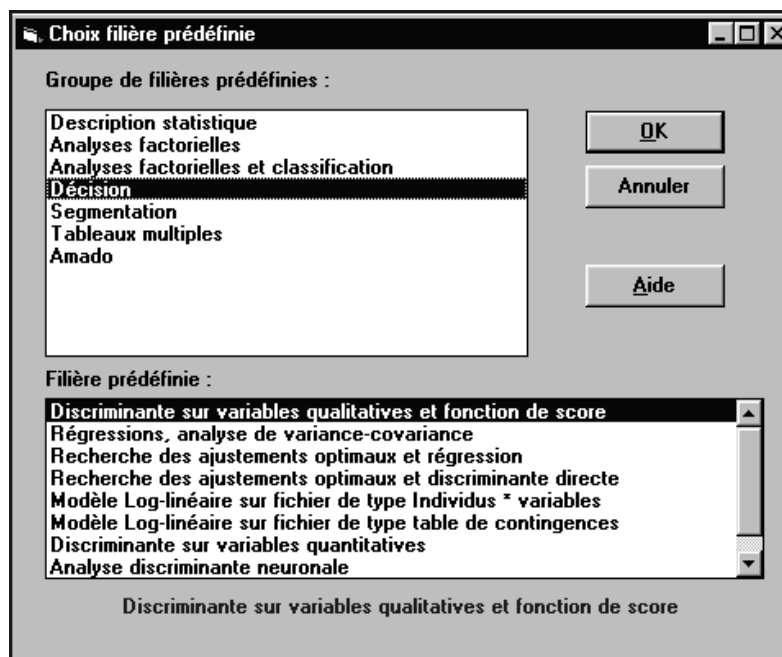 Choix filière prédéfinie
Groupe de filières prédéfinies :
Description statistique
Analyses factorielles
Analyses factorielles et classification
Décision
Segmentation
Tableaux multiples
Amado
OK
Annuler
Aide
Filière prédéfinie :
Discriminante sur variables qualitatives et fonction de score
Régressions, analyse de variance-covariance
Recherche des ajustements optimaux et régression
Recherche des ajustements optimaux et discriminante directe
Modèle Log-linéaire sur fichier de type Individus * variables
Modèle Log-linéaire sur fichier de type table de contingences
Discriminante sur variables quantitatives
Analyse discriminante neuronale
Discriminante sur variables qualitatives et fonction de score